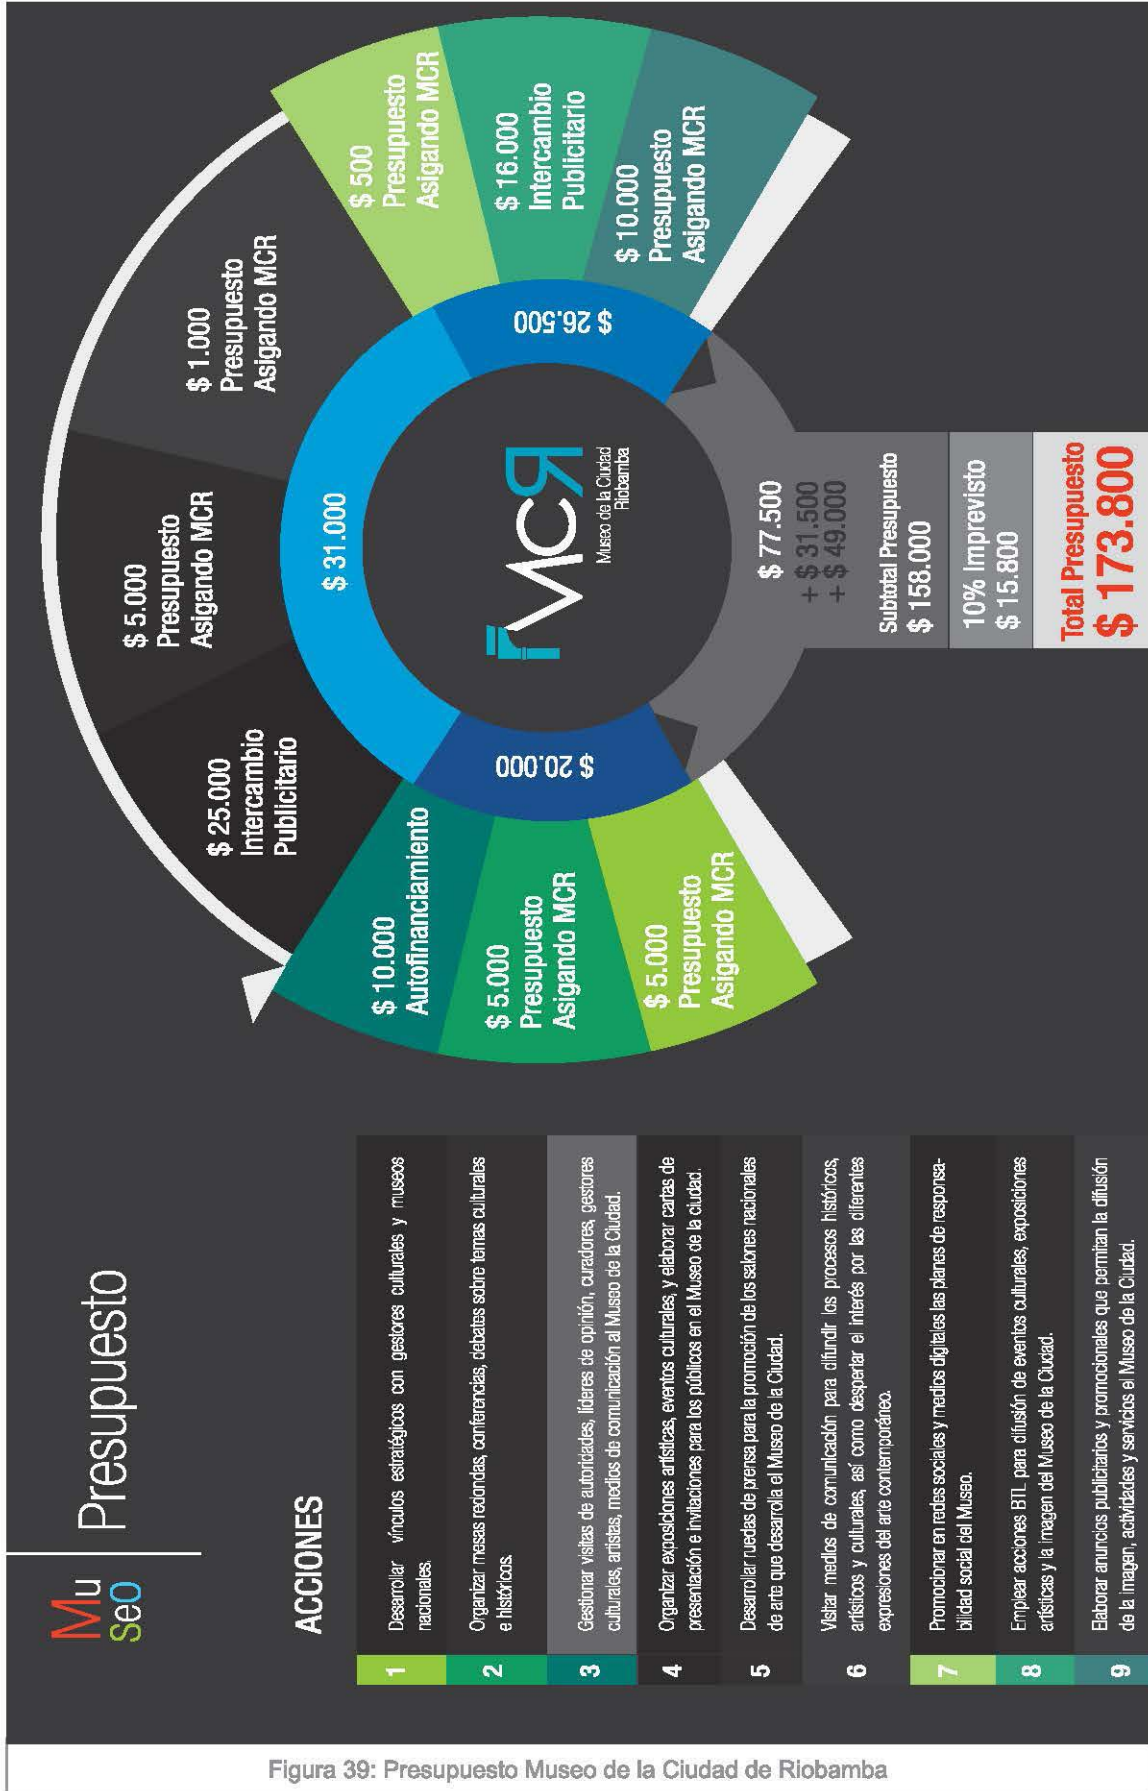 Museo
Presupuesto
ACCIONES
1
Desarrollar vínculos estratégicos con gestores culturales y museos
nacionales.
2
Organizar mesas redondas, conferencias, debates sobre temas culturales
e históricos.
3
Gestionar visitas de autoridades, líderes de opinión, curadores, gestores
culturales, artistas, medios de comunicación al Museo de la Ciudad.
4
Organizar exposiciones artísticas, eventos culturales, y elaborar cartas de
presentación e invitaciones para los públicos en el Museo de la ciudad.
5
Desarrollar ruedas de prensa para la promoción de los salones nacionales
de arte que desarrolla el Museo de la Ciudad.
6
Visitar medios de comunicación para difundir los procesos históricos,
artísticos y culturales, así como despertar el interés por las diferentes
expresiones del arte contemporáneo.
7
Promocionar en redes sociales y medios digitales las planes de responsa-
bilidad social del Museo.
8
Emplear acciones BTL para difusión de eventos culturales, exposiciones
artísticas y la imagen del Museo de la Ciudad.
9
Elaborar anuncios publicitarios y promocionales que permitan la difusión
de la imagen, actividades y servicios el Museo de la Ciudad.
$ 5.000
Presupuesto
Asigando MCR
$ 5.000
Presupuesto
Asigando MCR
$ 10.000
Autofinanciamiento
$ 25.000
Intercambio
Publicitario
$ 5.000
Presupuesto
Asigando MCR
$ 1.000
Presupuesto
Asigando MCR
$ 500
Presupuesto
Asigando MCR
$ 16.000
Intercambio
Publicitario
$ 10.000
Presupuesto
Asigando MCR
$ 20.000
$ 31.000
$ 26.500
MCR
Museo de la Ciudad
Riobamba
$ 77.500
+ $ 31.500
+ $ 49.000
Subtotal Presupuesto
$ 158.000
10% Imprevisto
$ 15.800
Total Presupuesto
$ 173.800
Figura 39: Presupuesto Museo de la Ciudad de Riobamba